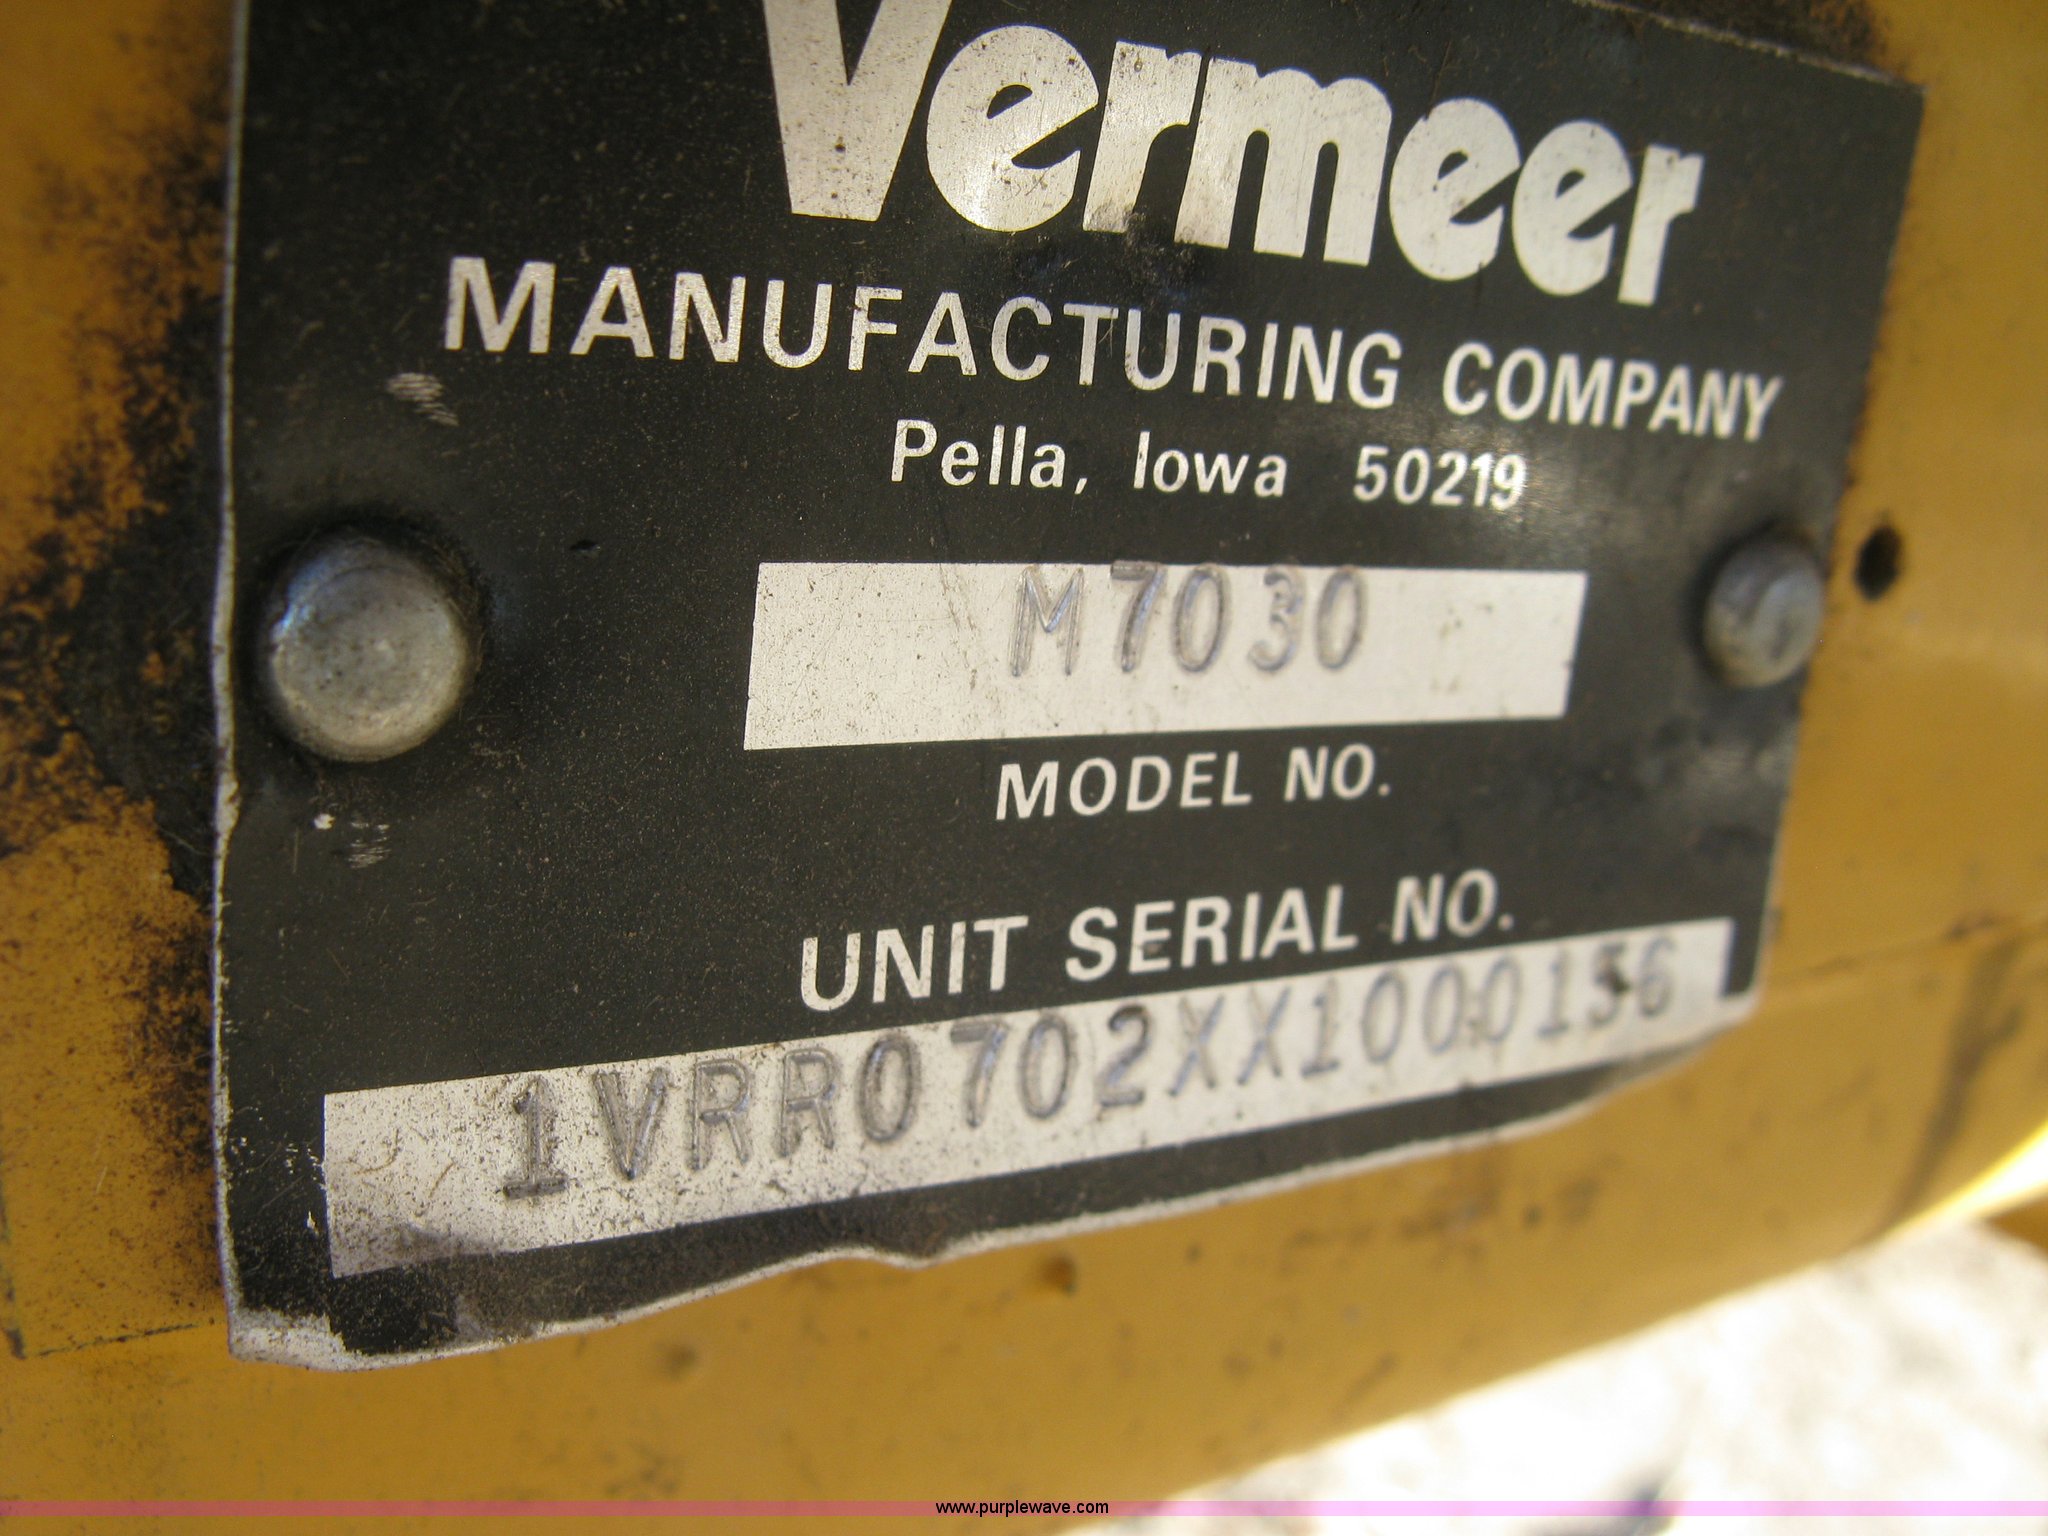 Vermeer
MANUFACTURING COMPANY
Pella, Iowa 50219
M7030
MODEL NO.
UNIT SERIAL NO.
1VRR0702XX1000156
www.purplewave.com